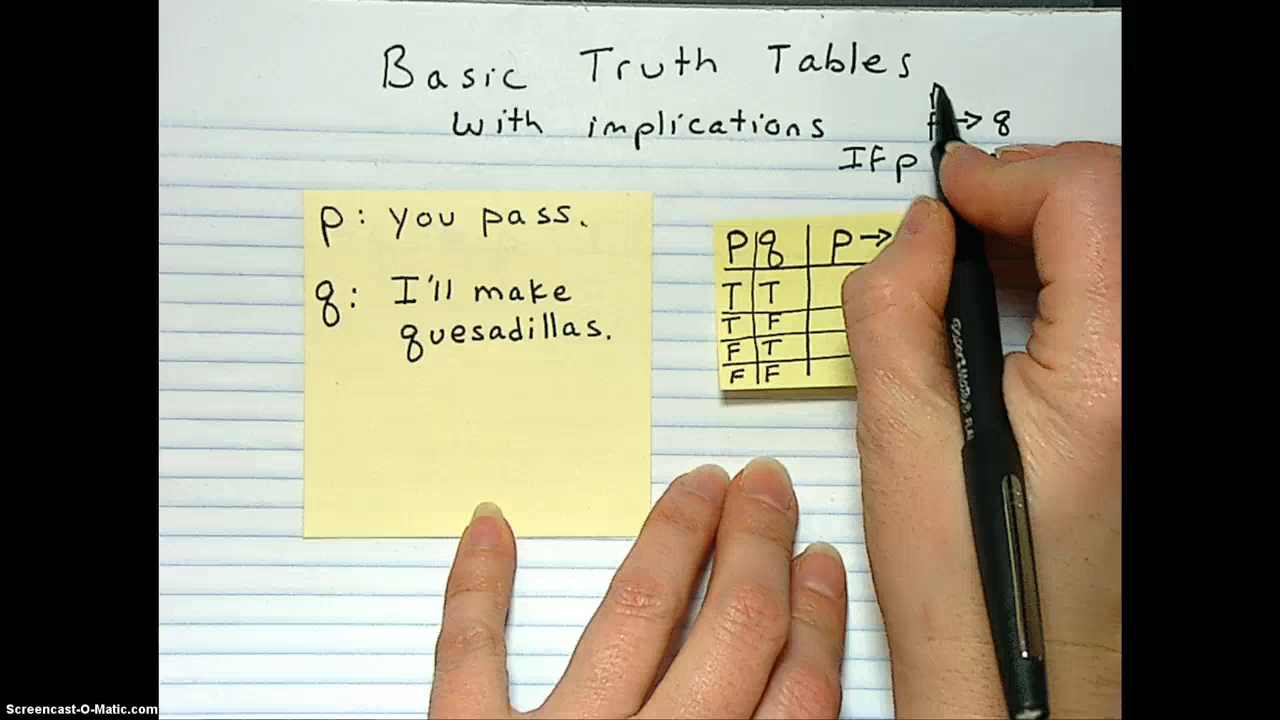 Basic Truth Tables
with implications
p → q
If p
p: you pass.
q: I'll make
quesadillas.
p q p →
T T
T F
F T
F F
Screencast-O-Matic.com